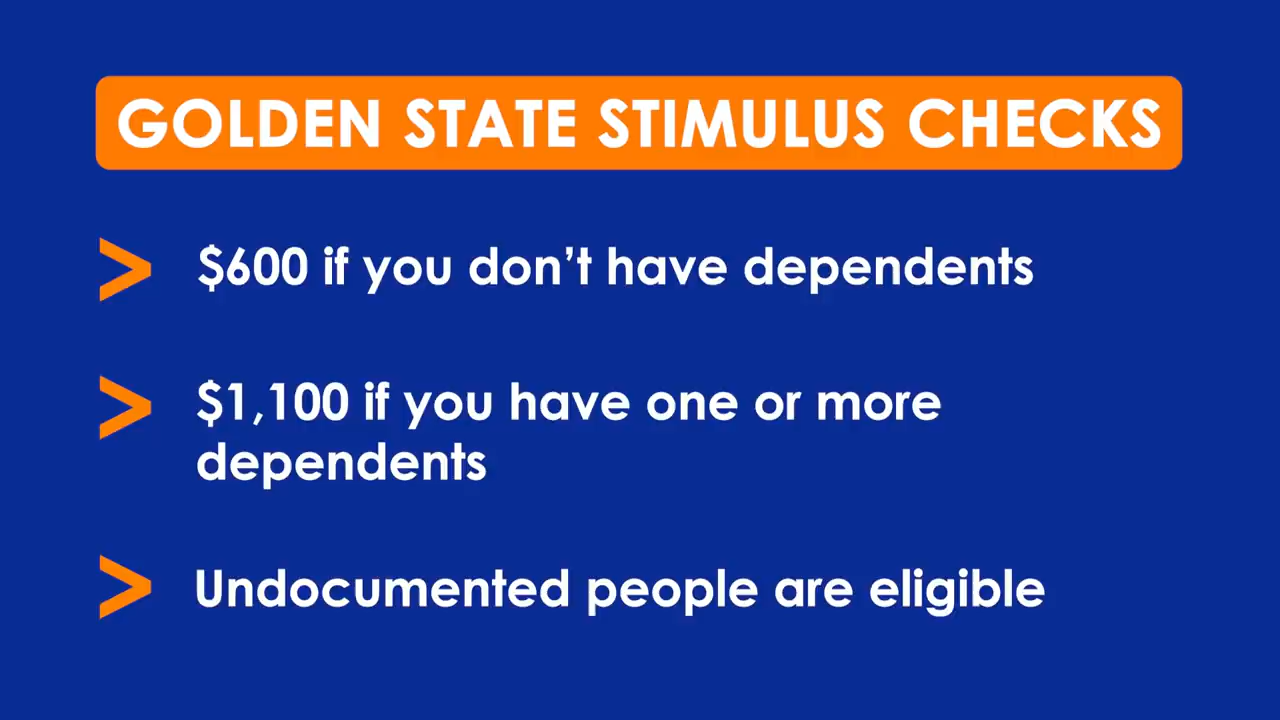 GOLDEN STATE STIMULUS CHECKS
> $600 if you don’t have dependents
> $1,100 if you have one or more
dependents
> Undocumented people are eligible